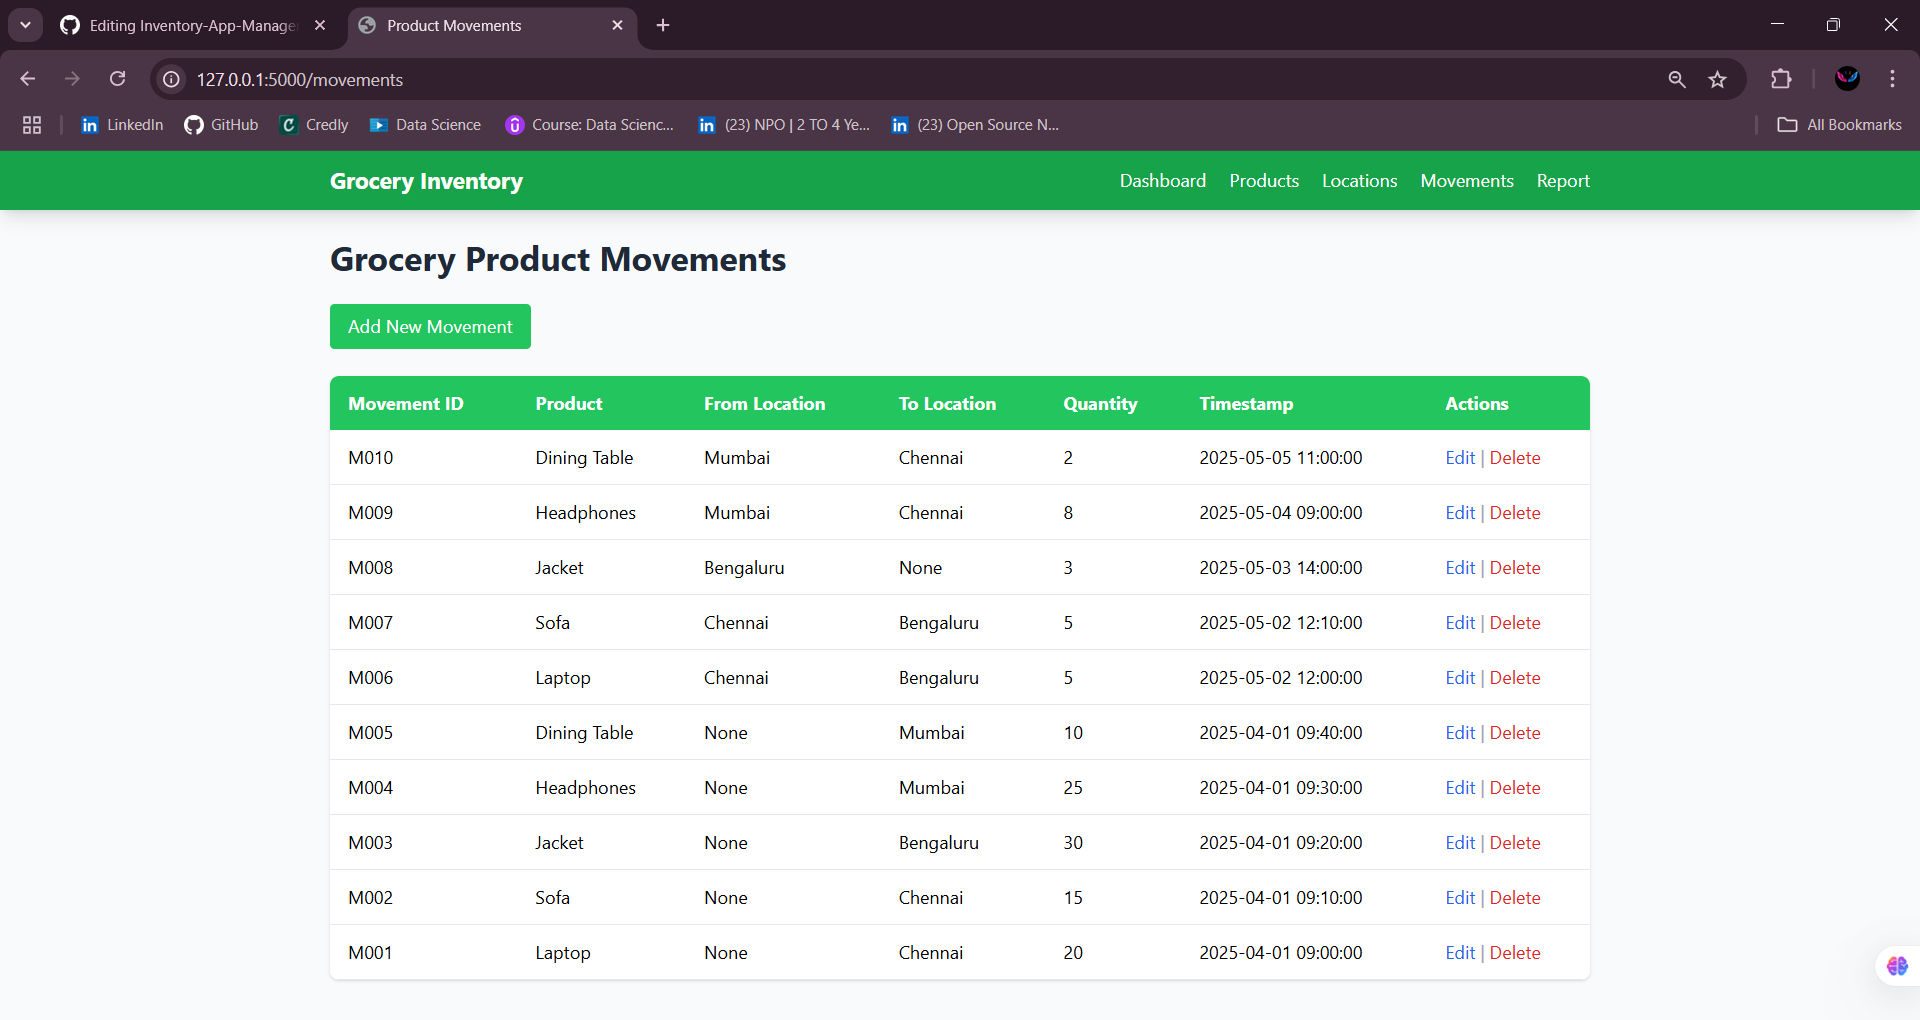 Editing Inventory-App-Manager
Product Movements
127.0.0.1:5000/movements
LinkedIn GitHub Credly Data Science Course: Data Scienc... (23) NPO | 2 TO 4 Ye... (23) Open Source N... All Bookmarks
Grocery Inventory Dashboard Products Locations Movements Report
Grocery Product Movements
Add New Movement
Movement ID Product From Location To Location Quantity Timestamp Actions
M010 Dining Table Mumbai Chennai 2 2025-05-05 11:00:00 Edit | Delete
M009 Headphones Mumbai Chennai 8 2025-05-04 09:00:00 Edit | Delete
M008 Jacket Bengaluru None 3 2025-05-03 14:00:00 Edit | Delete
M007 Sofa Chennai Bengaluru 5 2025-05-02 12:10:00 Edit | Delete
M006 Laptop Chennai Bengaluru 5 2025-05-02 12:00:00 Edit | Delete
M005 Dining Table None Mumbai 10 2025-04-01 09:40:00 Edit | Delete
M004 Headphones None Mumbai 25 2025-04-01 09:30:00 Edit | Delete
M003 Jacket None Bengaluru 30 2025-04-01 09:20:00 Edit | Delete
M002 Sofa None Chennai 15 2025-04-01 09:10:00 Edit | Delete
M001 Laptop None Chennai 20 2025-04-01 09:00:00 Edit | Delete